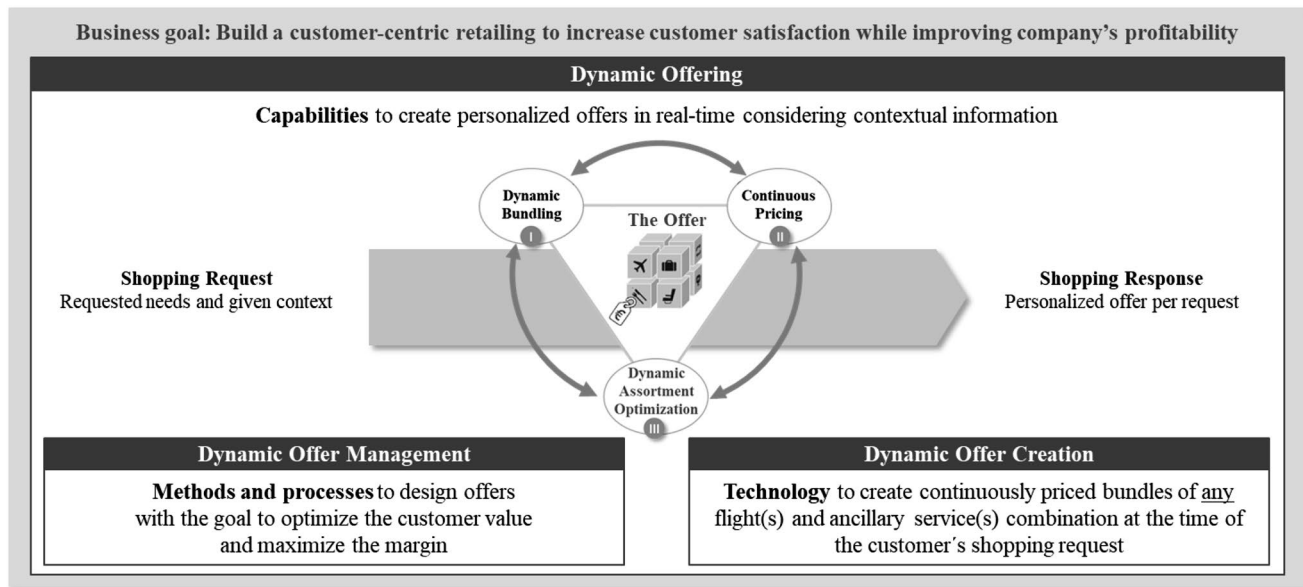 Business goal: Build a customer-centric retailing to increase customer satisfaction while improving company's profitability
Dynamic Offering
Capabilities to create personalized offers in real-time considering contextual information
Dynamic
Bundling
I
Continuous
Pricing
II
The Offer
€
Shopping Request
Requested needs and given context
Shopping Response
Personalized offer per request
Dynamic
Assortment
Optimization
III
Dynamic Offer Management
Methods and processes to design offers
with the goal to optimize the customer value
and maximize the margin
Dynamic Offer Creation
Technology to create continuously priced bundles of any
flight(s) and ancillary service(s) combination at the time of
the customer´s shopping request